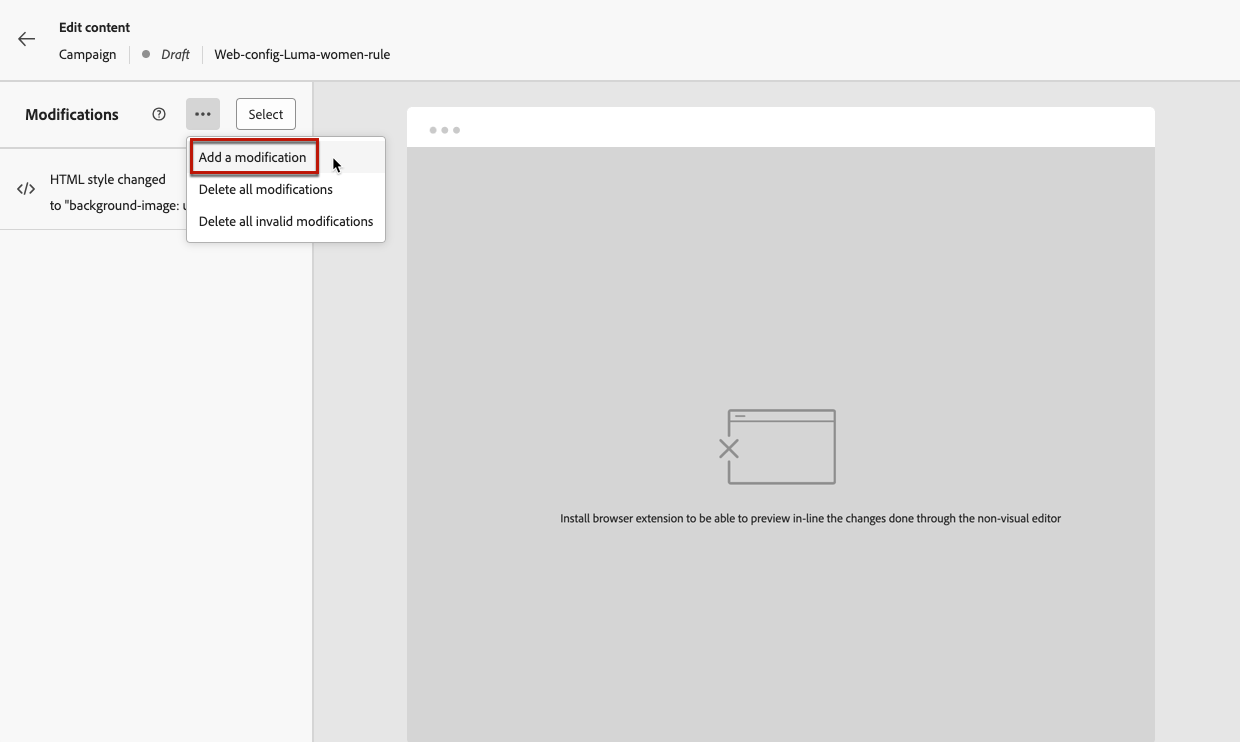 Edit content
Campaign Draft Web-config-Luma-women-rule
Modifications ? ••• Select
Add a modification
HTML style changed
Delete all modifications
to "background-image:
Delete all invalid modifications
Install browser extension to be able to preview in-line the changes done through the non-visual editor